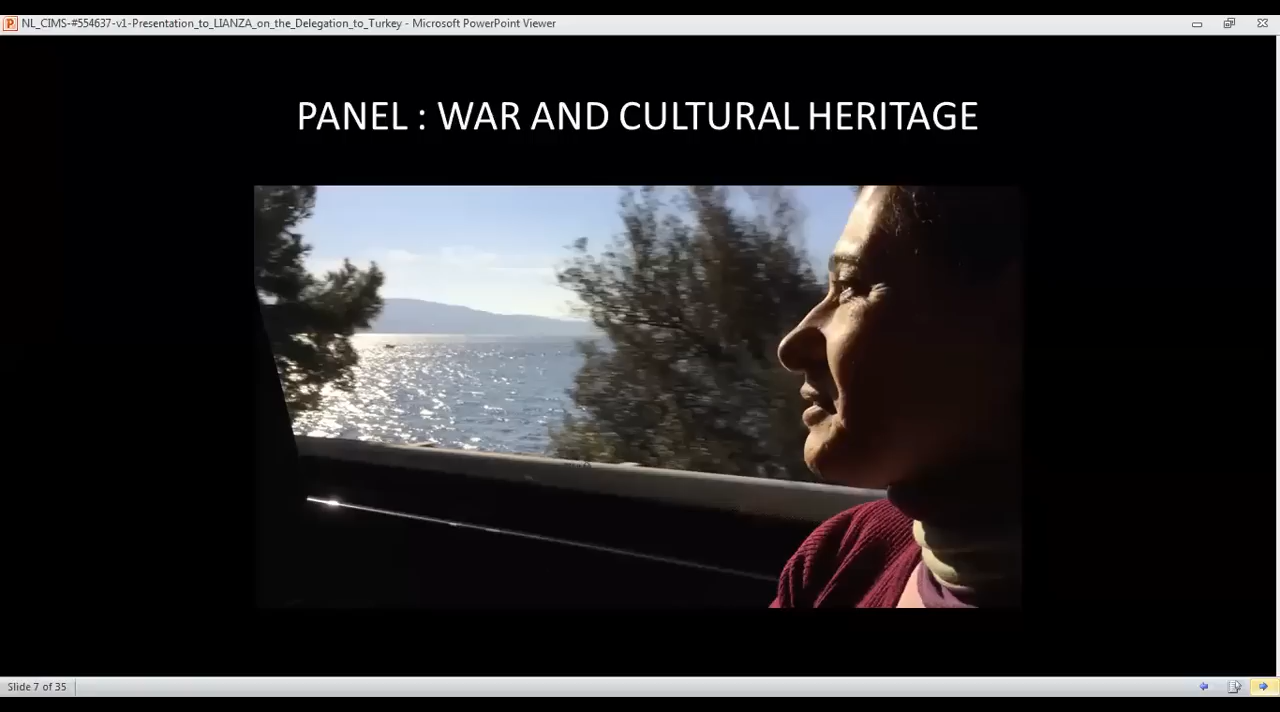 NL_CIMS-#554637-v1-Presentation_to_LIANZA_on_the_Delegation_to_Turkey - Microsoft PowerPoint Viewer
PANEL : WAR AND CULTURAL HERITAGE
Slide 7 of 35